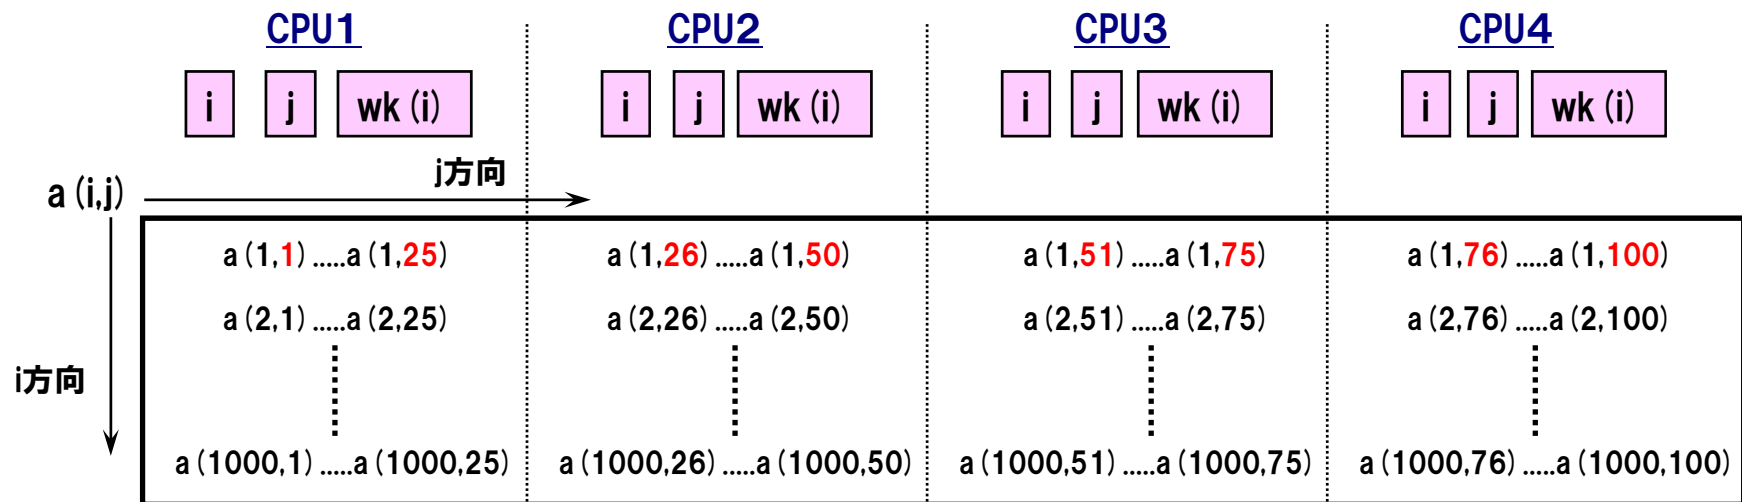 CPU1 CPU2 CPU3 CPU4
i j wk(i) i j wk(i) i j wk(i) i j wk(i)
j方向
a(i,j)
a(1,1).....a(1,25) a(1,26).....a(1,50) a(1,51).....a(1,75) a(1,76).....a(1,100)
a(2,1).....a(2,25) a(2,26).....a(2,50) a(2,51).....a(2,75) a(2,76).....a(2,100)
i方向
a(1000,1).....a(1000,25) a(1000,26).....a(1000,50) a(1000,51).....a(1000,75) a(1000,76).....a(1000,100)